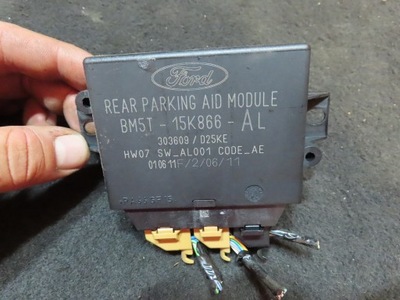 Ford
REAR PARKING AID MODULE
BM5T - 15K866 - AL
303609 / D25KE
HW07 SW_AL001 CODE_AE
010611F/2/06/11